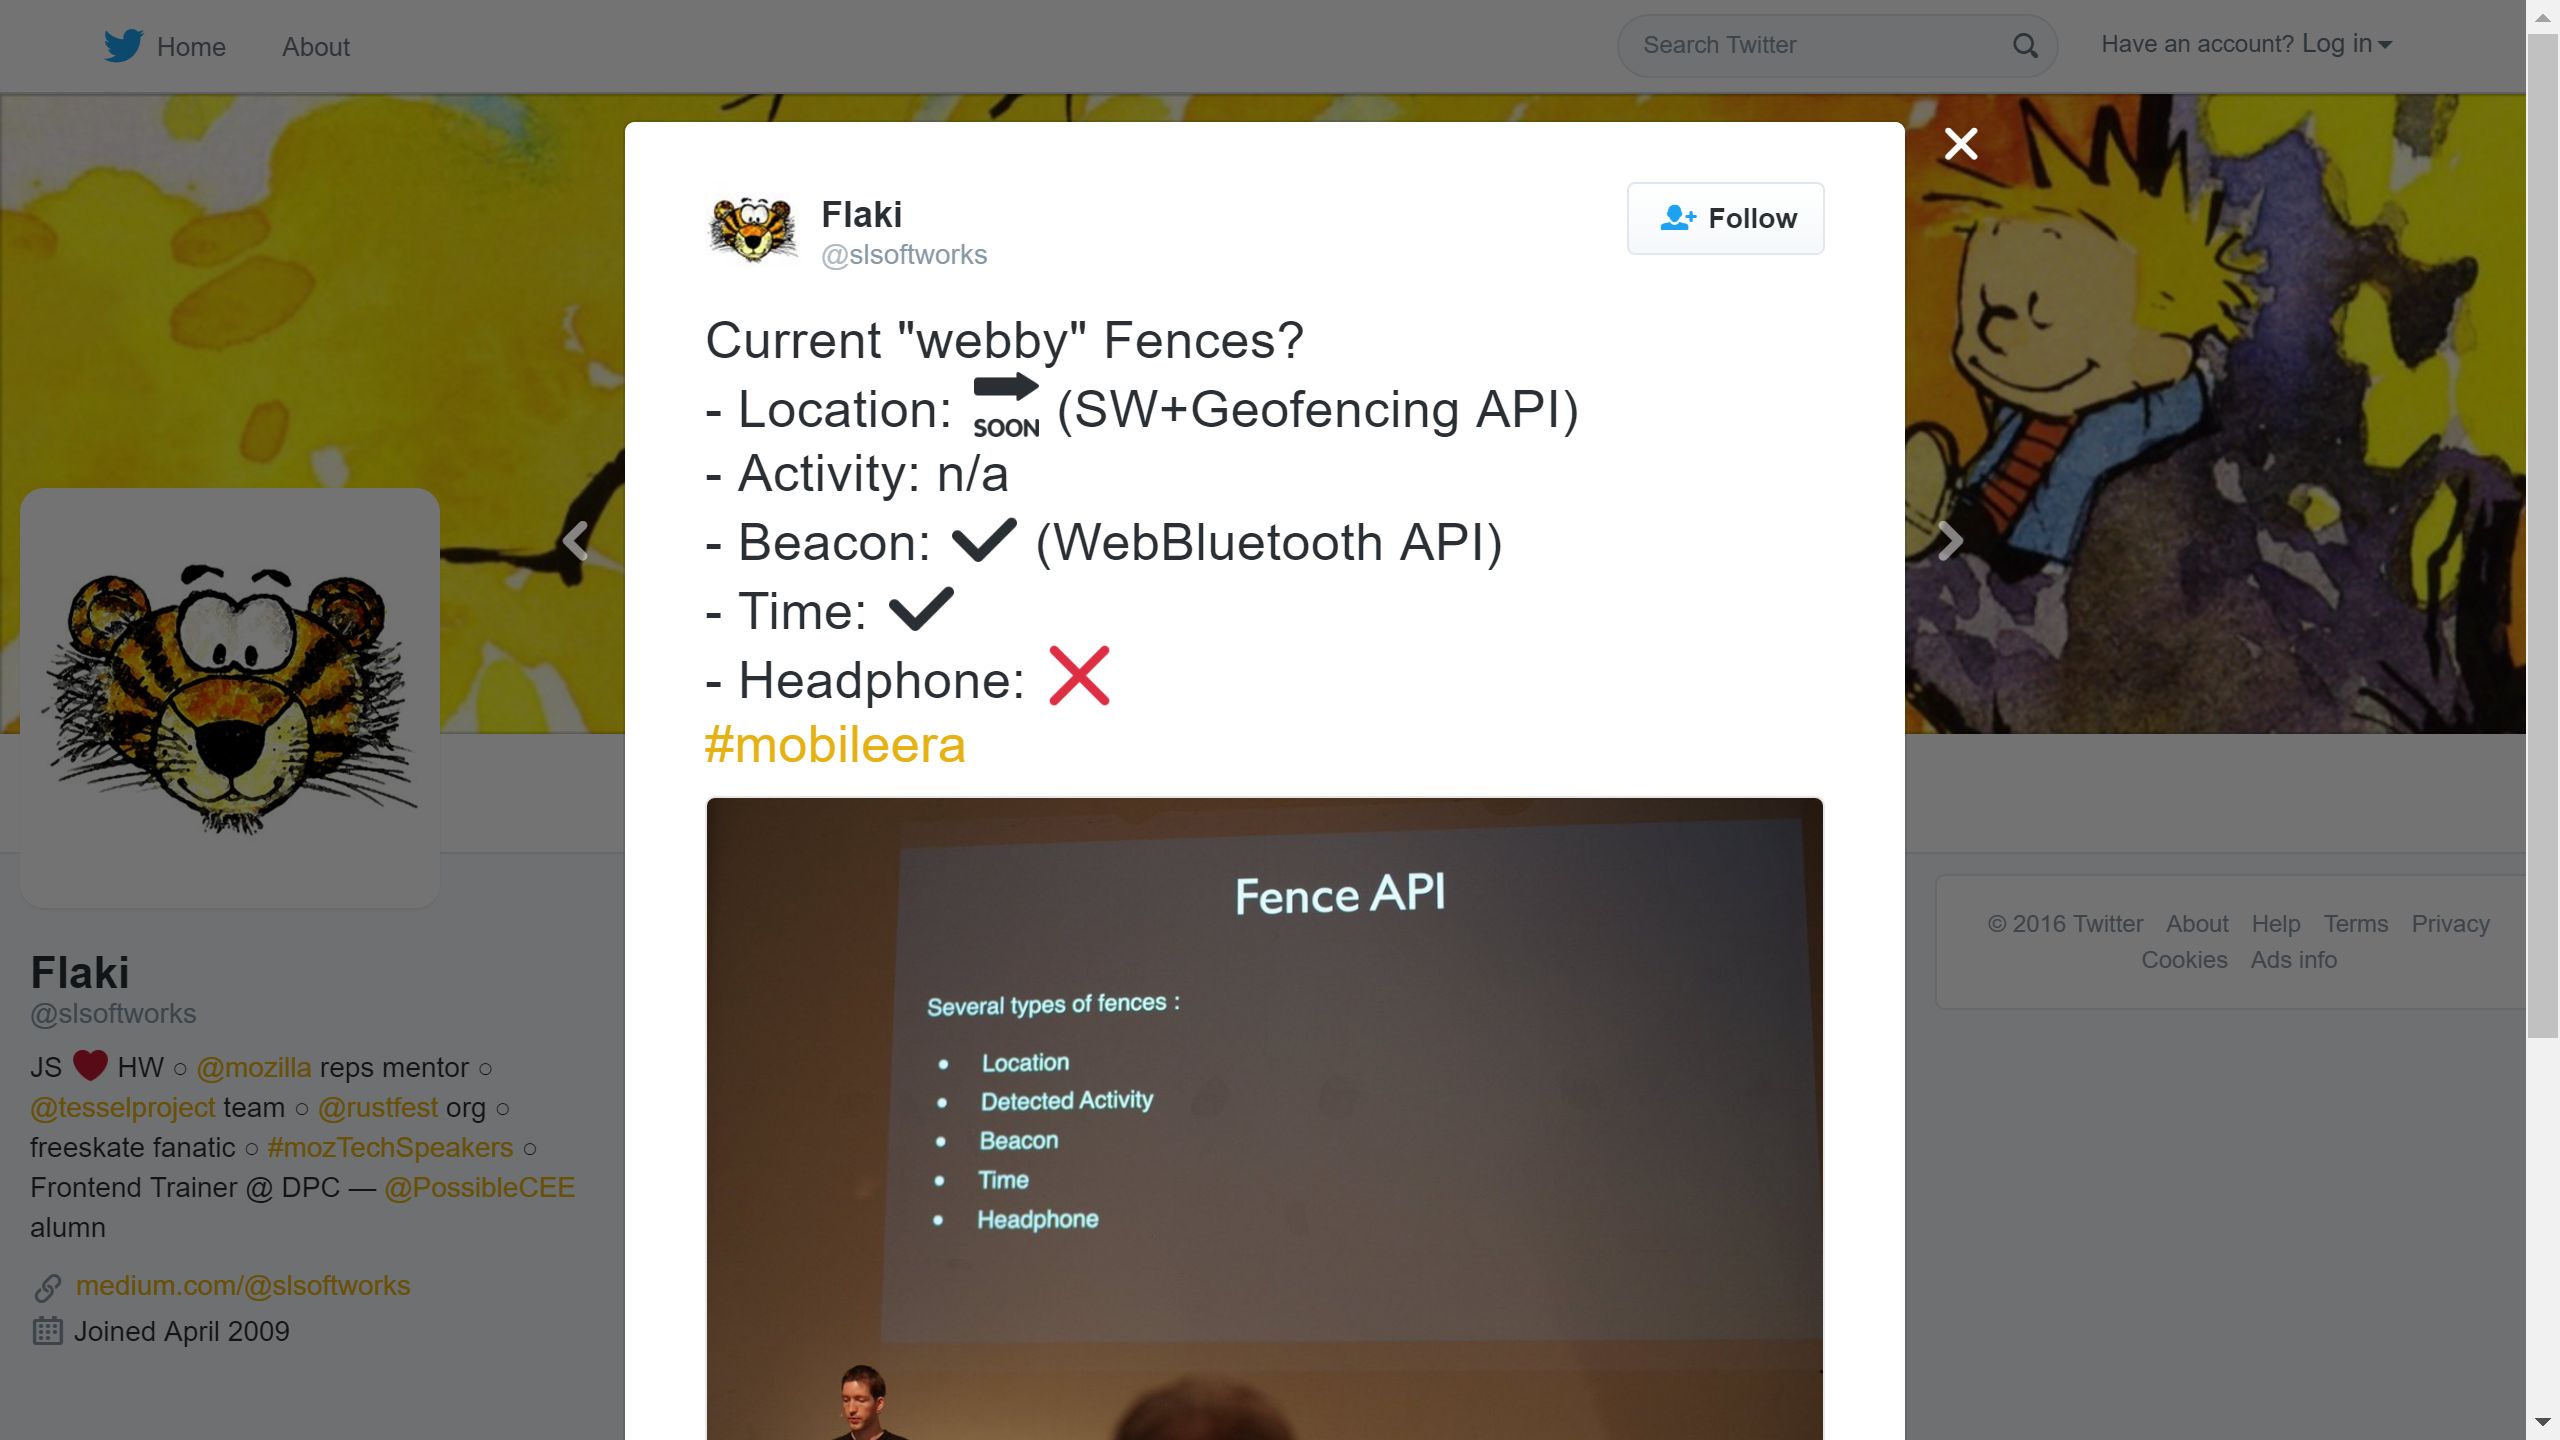 Home About
Search Twitter
Have an account? Log in
Flaki
@slsoftworks
Follow
Current "webby" Fences?
- Location: SOON (SW+Geofencing API)
- Activity: n/a
- Beacon: ✔ (WebBluetooth API)
- Time: ✔
- Headphone: ❌
#mobileera
Fence API
Several types of fences :
• Location
• Detected Activity
• Beacon
• Time
• Headphone
Flaki
@slsoftworks
JS ❤ HW ○ @mozilla reps mentor ○
@tesselproject team ○ @rustfest org ○
freeskate fanatic ○ #mozTechSpeakers ○
Frontend Trainer @ DPC — @PossibleCEE
alumn
medium.com/@slsoftworks
Joined April 2009
© 2016 Twitter About Help Terms Privacy
Cookies Ads info